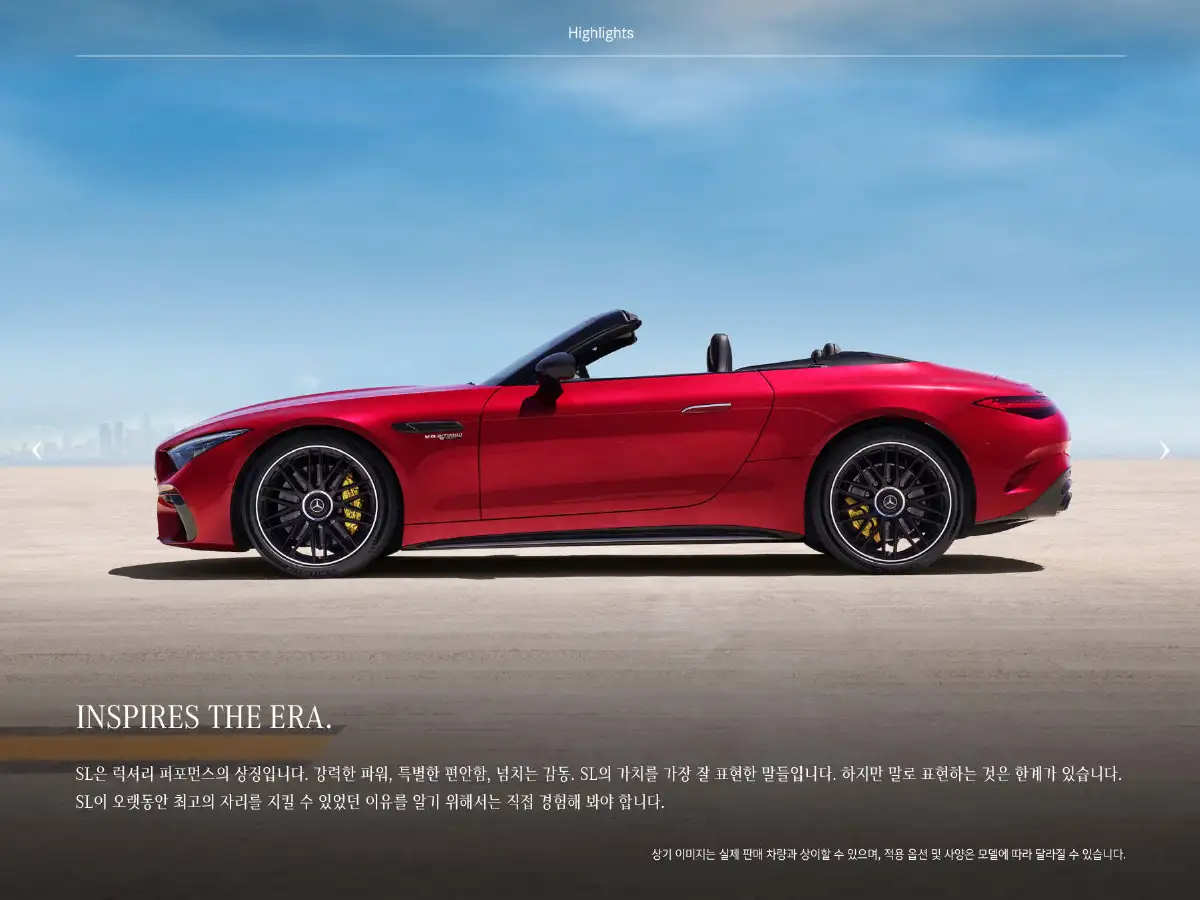 Highlights
INSPIRES THE ERA.
SL은 럭셔리 퍼포먼스의 상징입니다. 강력한 파워, 특별한 편안함, 넘치는 감동. SL의 가치를 가장 잘 표현한 말들입니다. 하지만 말로 표현하는 것은 한계가 있습니다.
SL이 오랫동안 최고의 자리를 지킬 수 있었던 이유를 알기 위해서는 직접 경험해 봐야 합니다.
상기 이미지는 실제 판매 차량과 상이할 수 있으며, 적용 옵션 및 사양은 모델에 따라 달라질 수 있습니다.